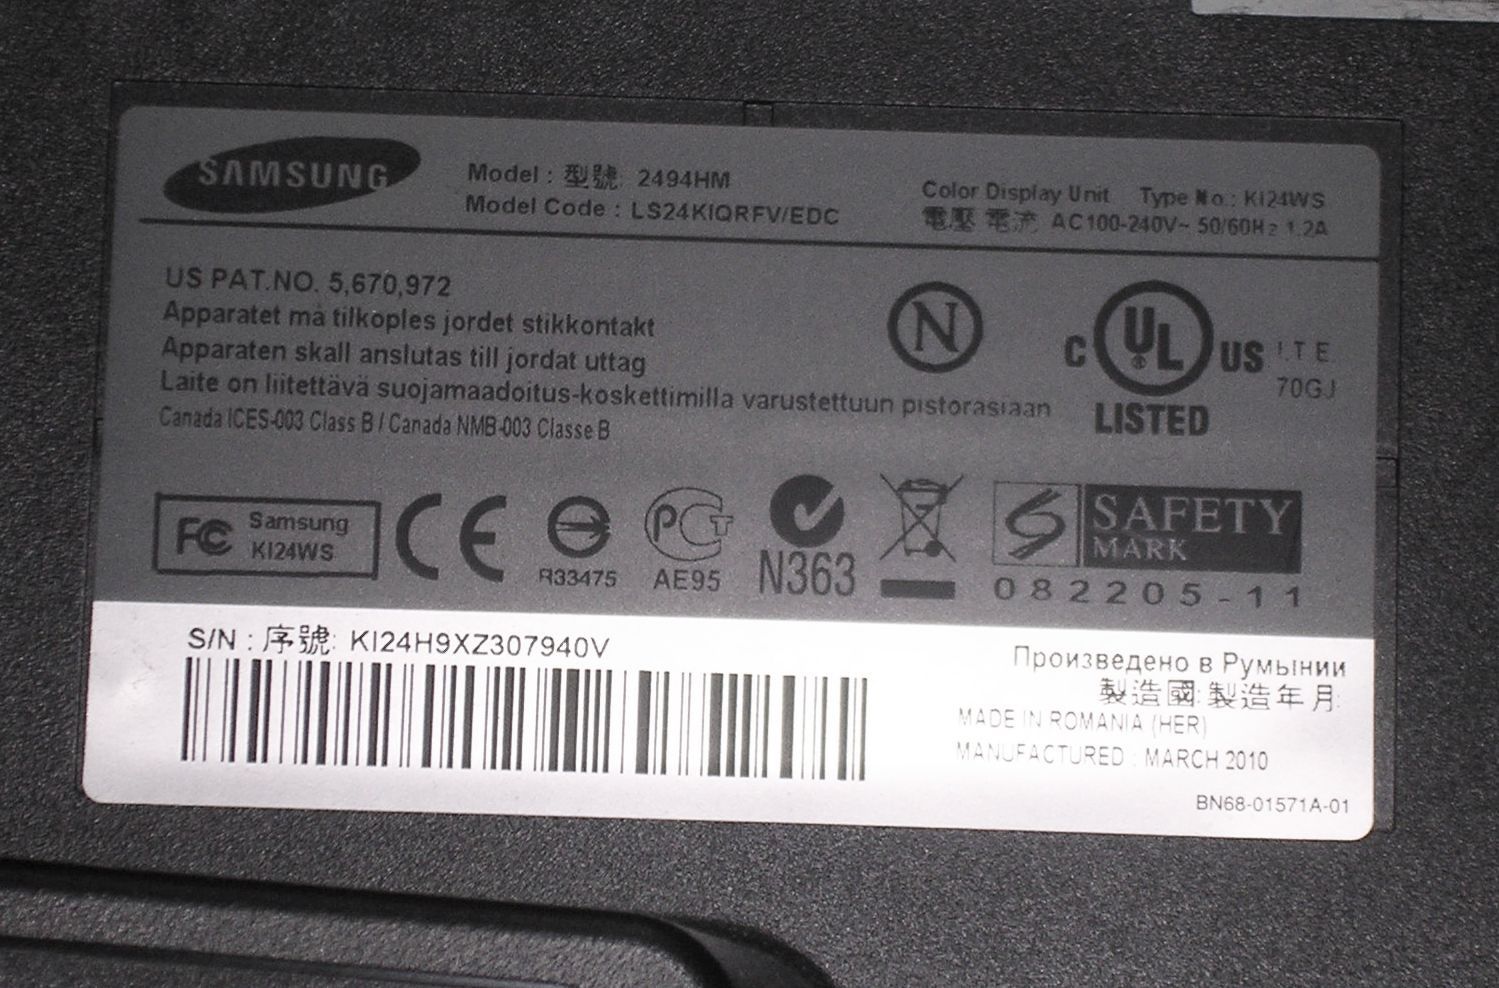 SAMSUNG
Model : 型號: 2494HM
Model Code : LS24KIQRFV/EDC
Color Display Unit Type No.: KI24WS
電壓 電流 AC100-240V~ 50/60Hz 1.2A
US PAT.NO. 5,670,972
Apparatet må tilkoples jordet stikkontakt
Apparaten skall anslutas till jordat uttag
Laite on liitettävä suojamaadoitus-koskettimilla varustettuun pistorasiaan
Canada ICES-003 Class B / Canada NMB-003 Classe B
N
C UL US
LISTED
I.T.E
70GJ
FC Samsung
KI24WS
CE
R33475
РСТ
AE95
N363
SAFETY
MARK
082205-11
S/N : 序號: KI24H9XZ307940V
Произведено в Румынии
製造國: 製造年月:
MADE IN ROMANIA (HER)
MANUFACTURED : MARCH 2010
BN68-01571A-01